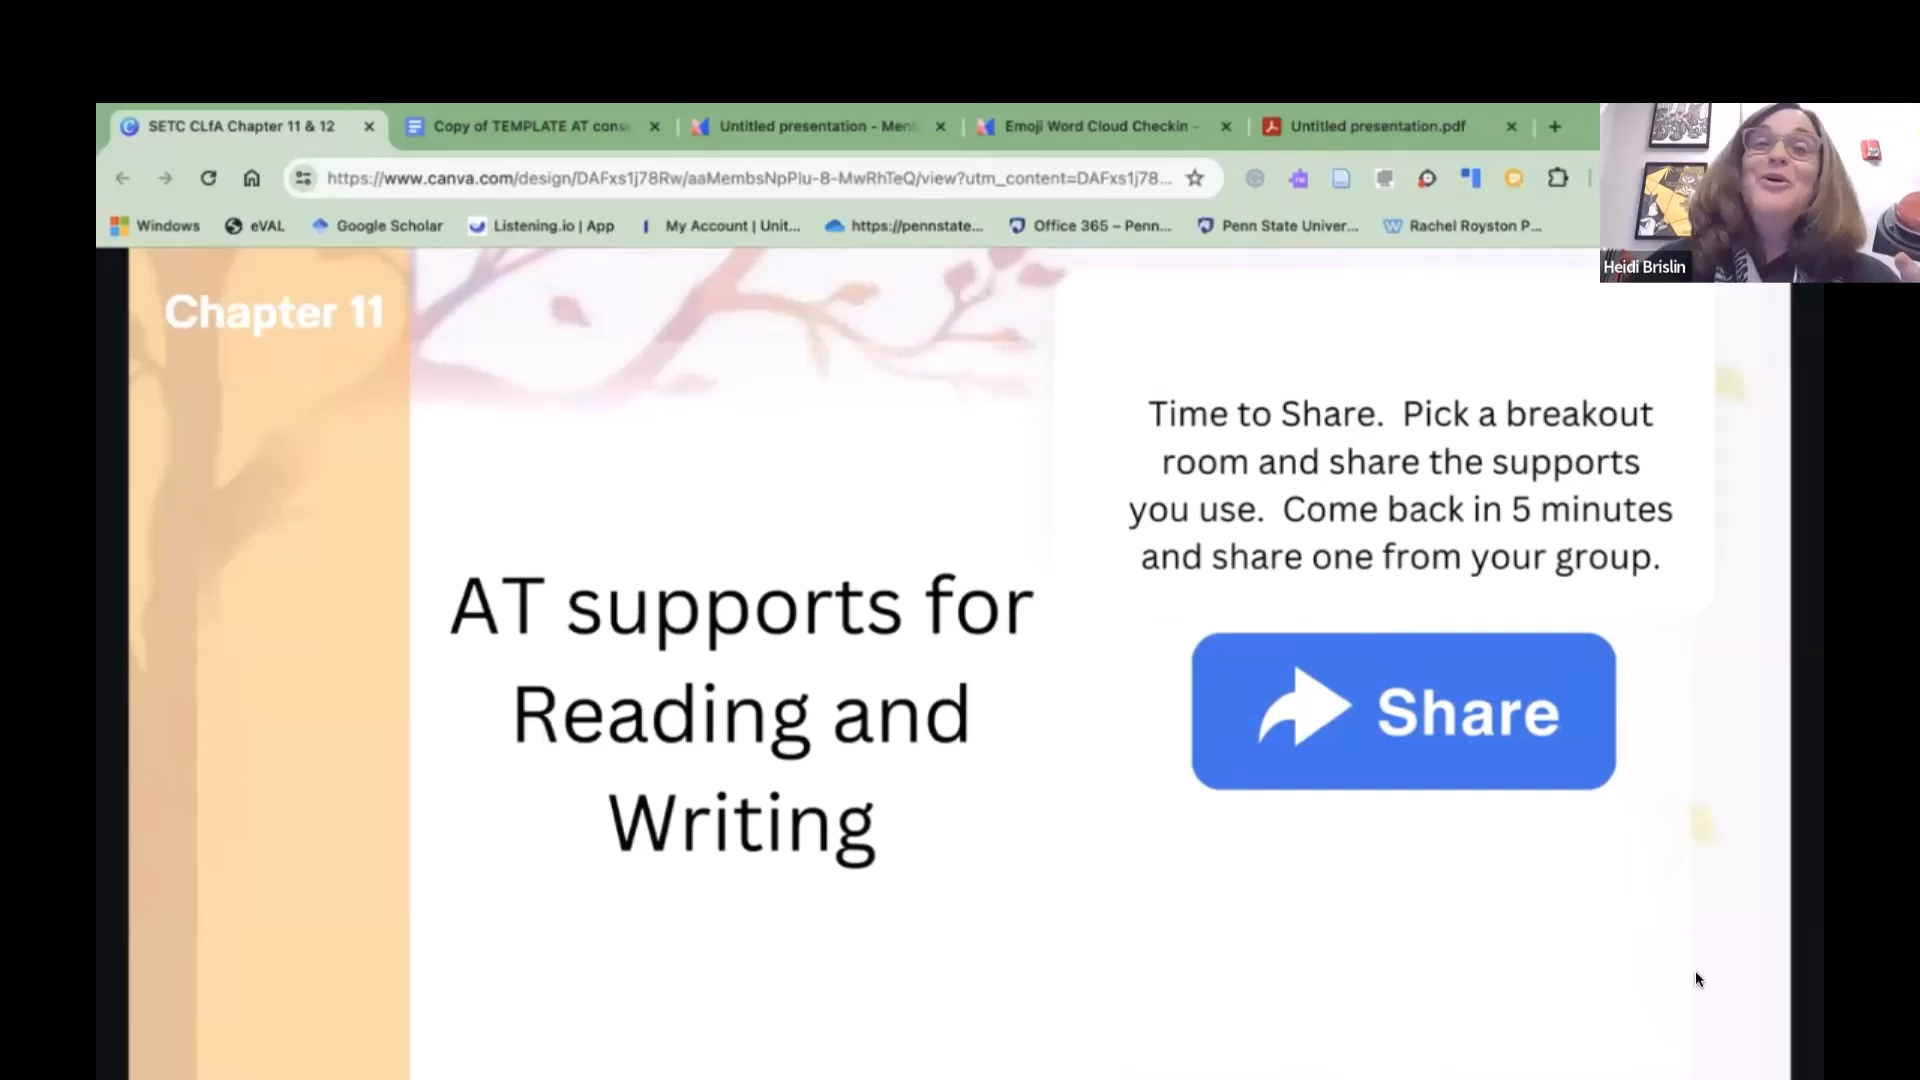 SETC CLfA Chapter 11 & 12
Copy of TEMPLATE AT cons
Untitled presentation - Ment
Emoji Word Cloud Checkin -
Untitled presentation.pdf
https://www.canva.com/design/DAFxs1j78Rw/aaMembsNpPlu-8-MwRhTeQ/view?utm_content=DAFxs1j78...
Windows
eVAL
Google Scholar
Listening.io | App
My Account | Unit...
https://pennstate...
Office 365 – Penn...
Penn State Univer...
Rachel Royston P...
Heidi Brislin
Chapter 11
AT supports for
Reading and
Writing
Time to Share. Pick a breakout
room and share the supports
you use. Come back in 5 minutes
and share one from your group.
Share